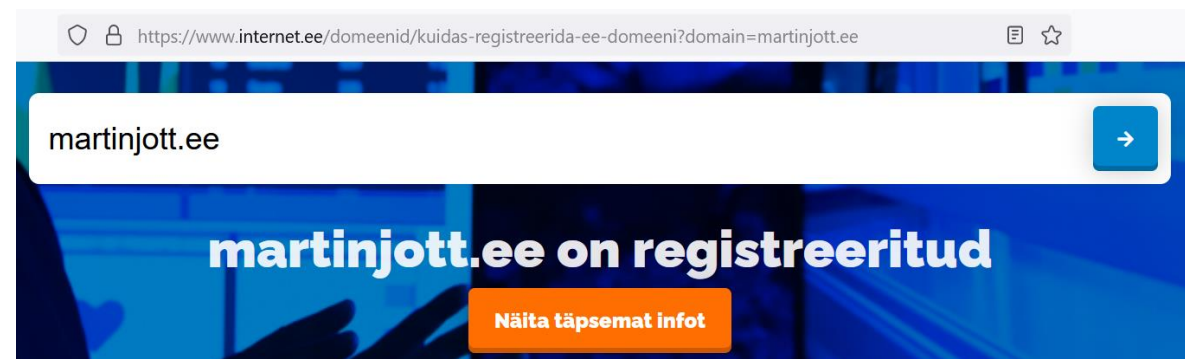 https://www.internet.ee/domeenid/kuidas-registreerida-ee-domeeni?domain=martinjott.ee
martinjott.ee
martinjott.ee on registreeritud
Näita täpsemat infot